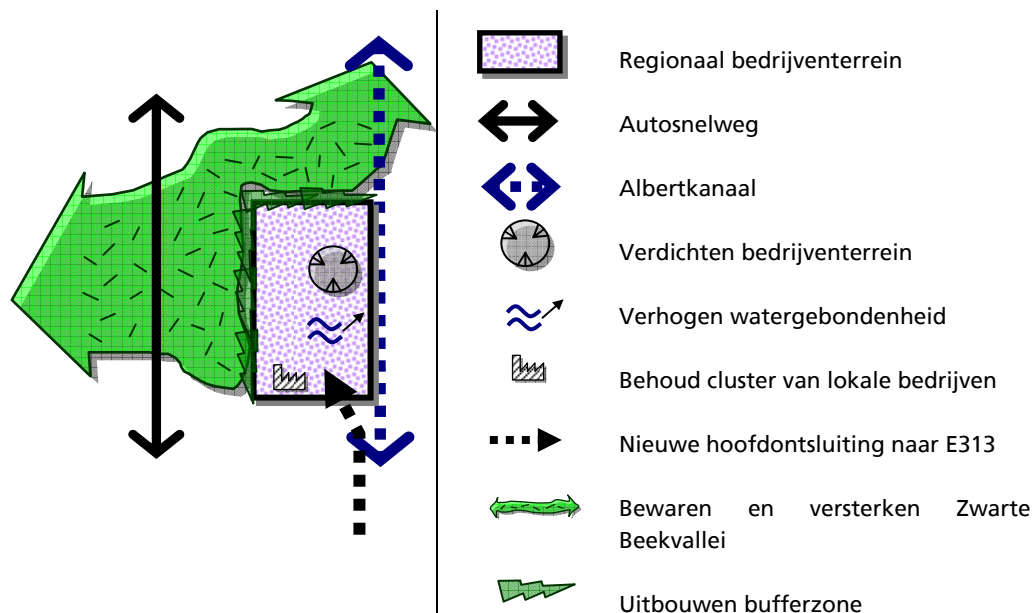 Regionaal bedrijventerrein
Autosnelweg
Albertkanaal
Verdichten bedrijventerrein
Verhogen watergebondenheid
Behoud cluster van lokale bedrijven
Nieuwe hoofdontsluiting naar E313
Bewaren en versterken Zwarte
Beekvallei
Uitbouwen bufferzone